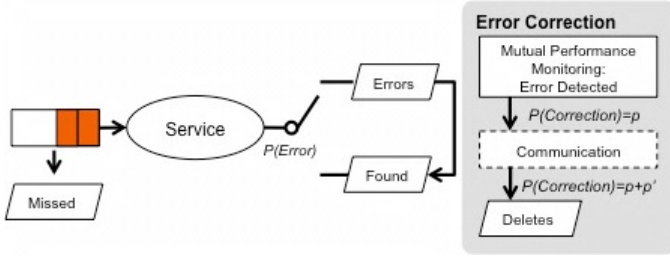 Error Correction
Mutual Performance
Monitoring:
Error Detected
P(Correction)=p
Communication
P(Correction)=p+p'
Deletes
Errors
Service
P(Error)
Found
Missed